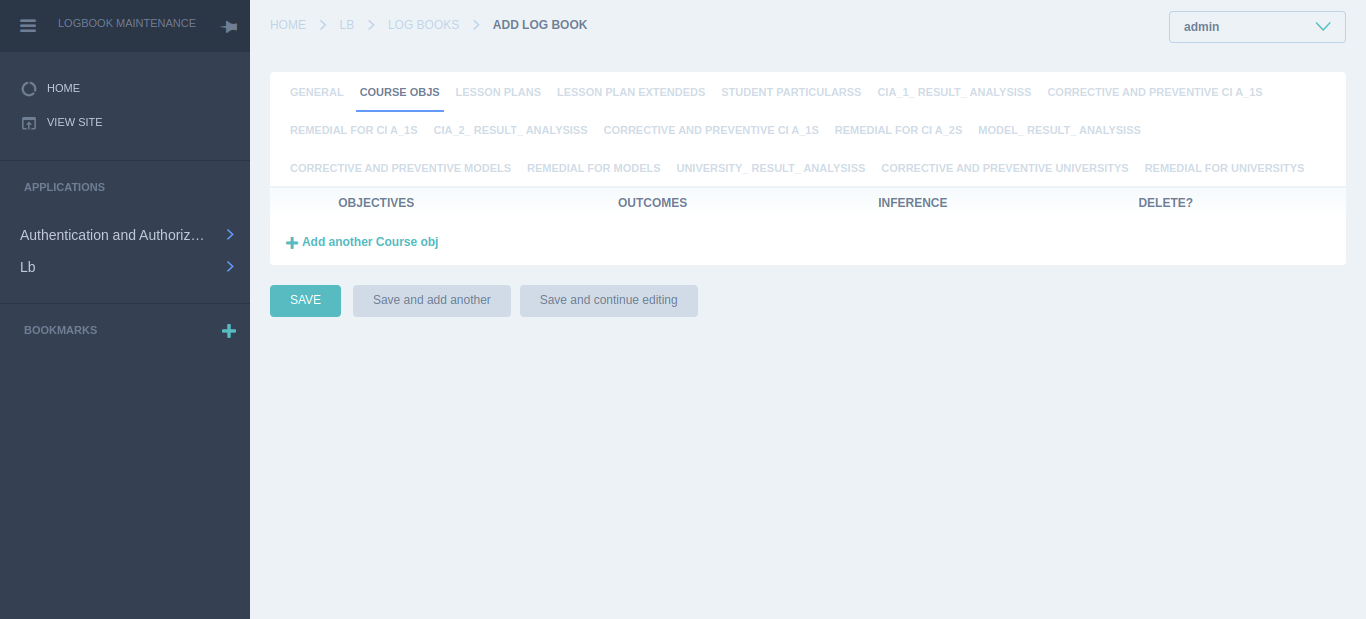 LOGBOOK MAINTENANCE
HOME
VIEW SITE
APPLICATIONS
Authentication and Authoriz…
Lb
BOOKMARKS
HOME LB LOG BOOKS ADD LOG BOOK
admin
GENERAL COURSE OBJS LESSON PLANS LESSON PLAN EXTENDEDS STUDENT PARTICULARSS CIA_1_ RESULT_ ANALYSISS CORRECTIVE AND PREVENTIVE CI A_1S
REMEDIAL FOR CI A_1S CIA_2_ RESULT_ ANALYSISS CORRECTIVE AND PREVENTIVE CI A_1S REMEDIAL FOR CI A_2S MODEL_ RESULT_ ANALYSISS
CORRECTIVE AND PREVENTIVE MODELS REMEDIAL FOR MODELS UNIVERSITY_ RESULT_ ANALYSISS CORRECTIVE AND PREVENTIVE UNIVERSITYS REMEDIAL FOR UNIVERSITYS
OBJECTIVES OUTCOMES INFERENCE DELETE?
Add another Course obj
SAVE Save and add another Save and continue editing